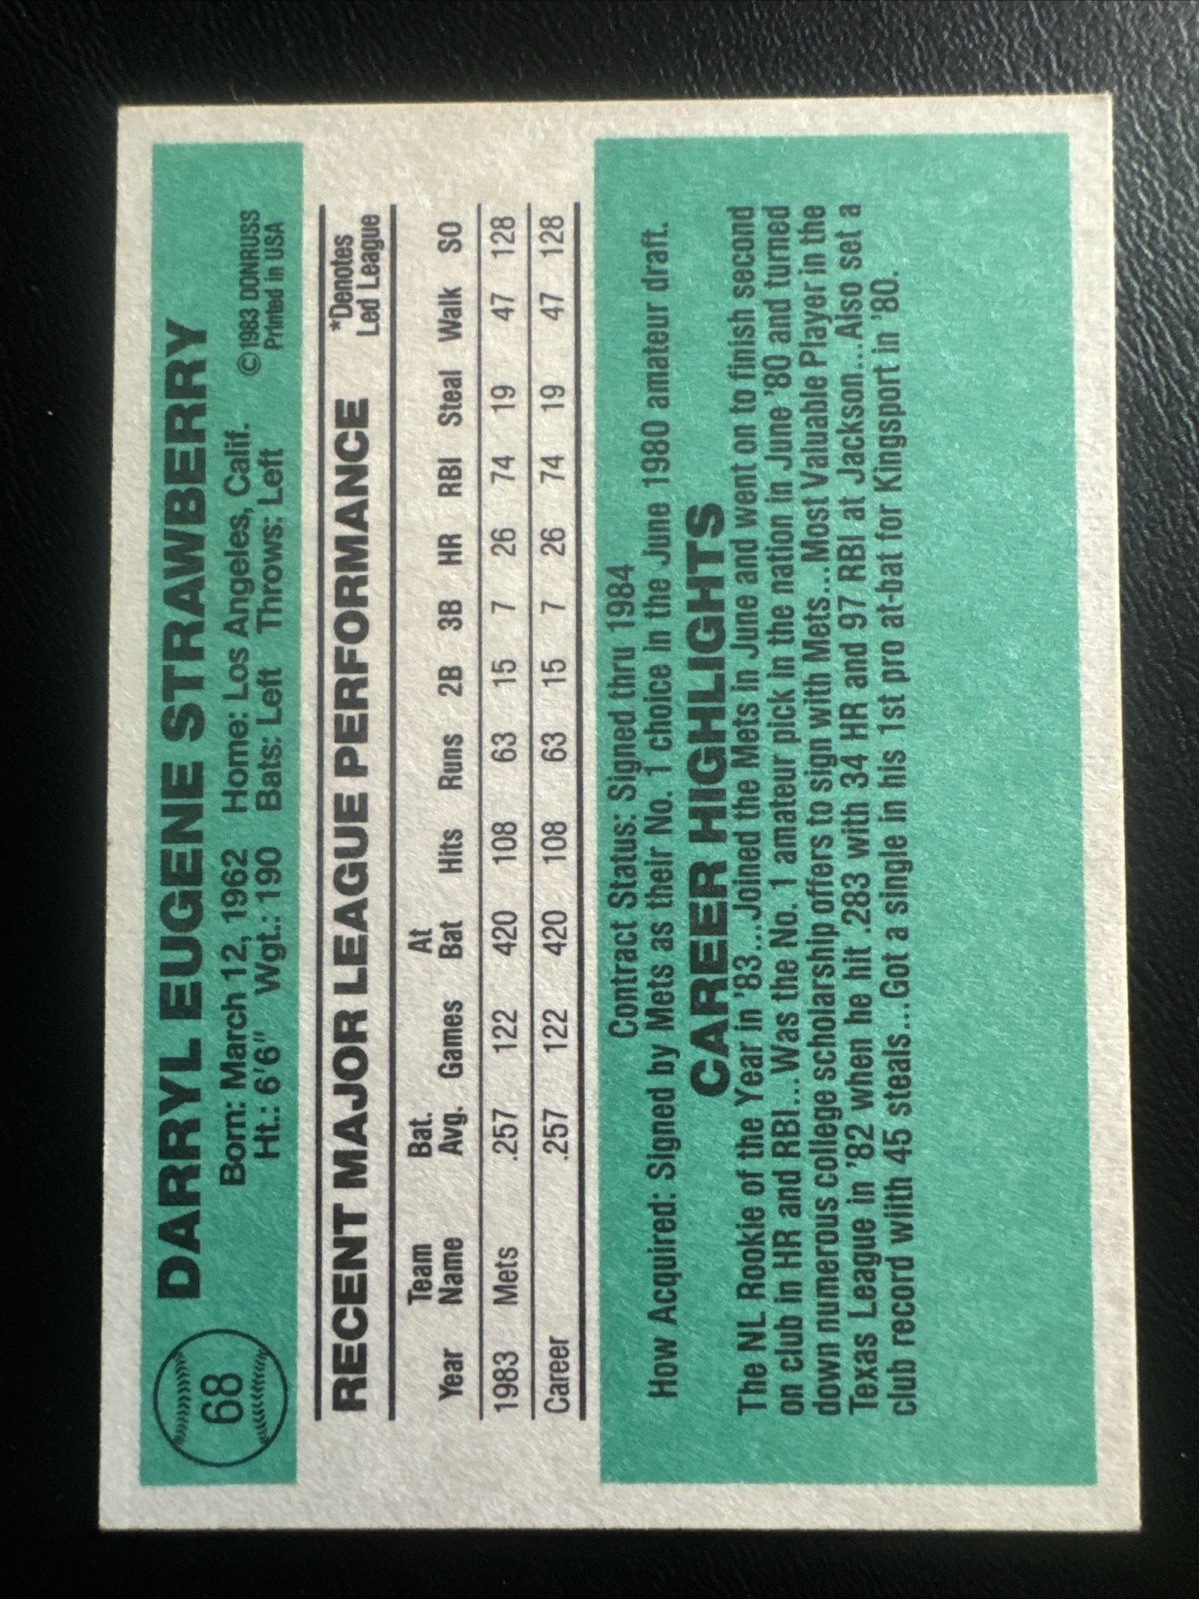 68
DARRYL EUGENE STRAWBERRY
Born: March 12, 1962 Home: Los Angeles, Calif. ©1983 DONRUSS
Ht.: 6'6" Wgt.: 190 Bats: Left Throws: Left Printed in USA
RECENT MAJOR LEAGUE PERFORMANCE *Denotes Led League
Year Team Name Bat. Avg. Games At Bat Hits Runs 2B 3B HR RBI Steal Walk SO
1983 Mets .257 122 420 108 63 15 7 26 74 19 47 128
Career .257 122 420 108 63 15 7 26 74 19 47 128
Contract Status: Signed thru 1984
How Acquired: Signed by Mets as their No. 1 choice in the June 1980 amateur draft.
CAREER HIGHLIGHTS
The NL Rookie of the Year in '83....Joined the Mets in June and went on to finish second
on club in HR and RBI...Was the No. 1 amateur pick in the nation in June '80 and turned
down numerous college scholarship offers to sign with Mets...Most Valuable Player in the
Texas League in '82 when he hit .283 with 34 HR and 97 RBI at Jackson...Also set a
club record with 45 steals...Got a single in his 1st pro at-bat for Kingsport in '80.